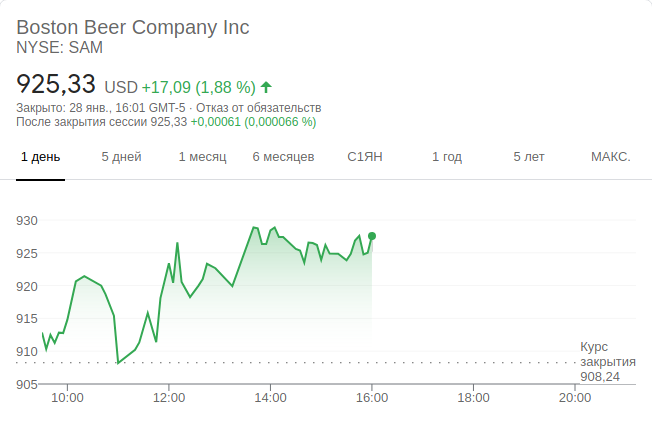 Boston Beer Company Inc
NYSE: SAM
925,33 USD +17,09 (1,88 %)
Закрыто: 28 янв., 16:01 GMT-5 · Отказ от обязательств
После закрытия сессии 925,33 +0,00061 (0,000066 %)
1 день 5 дней 1 месяц 6 месяцев С1ЯН 1 год 5 лет МАКС.
930
925
920
915
910
905
Курс
закрытия
908,24
10:00 12:00 14:00 16:00 18:00 20:00